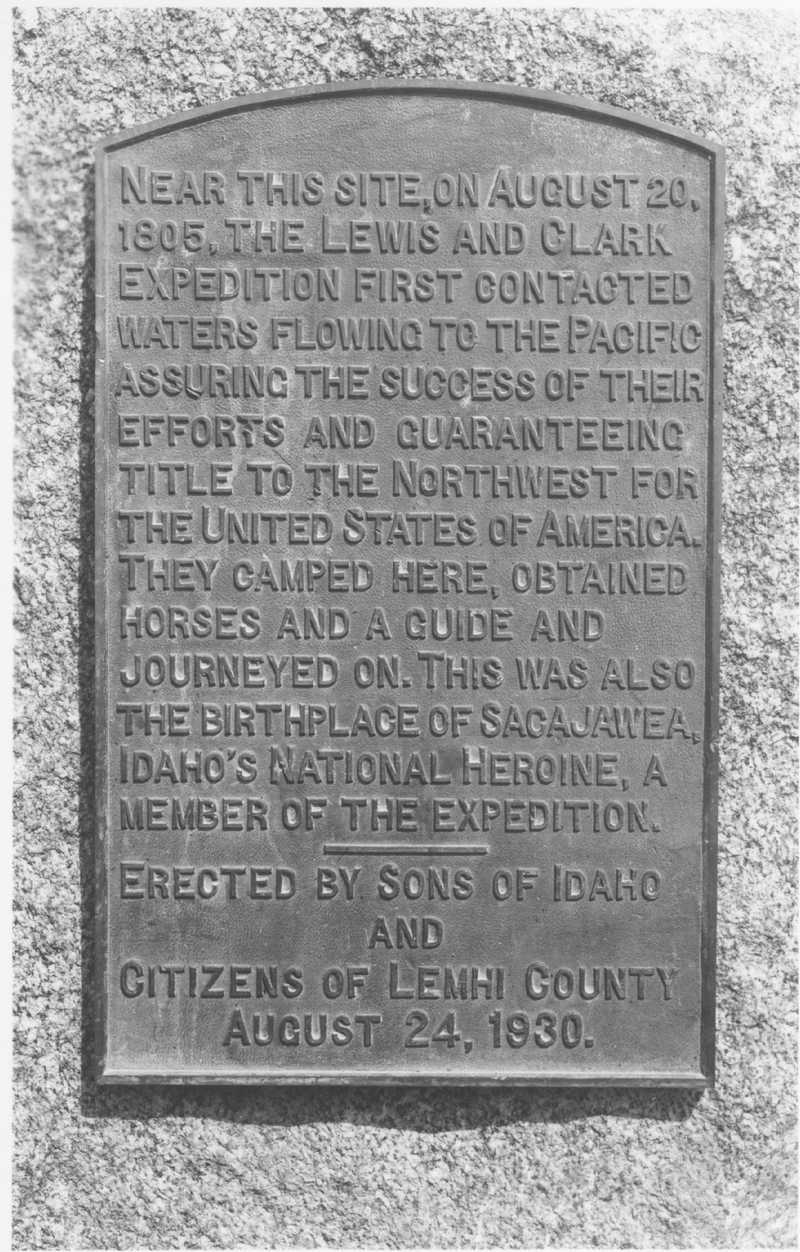 NEAR THIS SITE, ON AUGUST 20,
1805, THE LEWIS AND CLARK
EXPEDITION FIRST CONTACTED
WATERS FLOWING TO THE PACIFIC
ASSURING THE SUCCESS OF THEIR
EFFORTS AND GUARANTEEING
TITLE TO THE NORTHWEST FOR
THE UNITED STATES OF AMERICA.
THEY CAMPED HERE, OBTAINED
HORSES AND A GUIDE AND
JOURNEYED ON. THIS WAS ALSO
THE BIRTHPLACE OF SACAJAWEA,
IDAHO'S NATIONAL HEROINE, A
MEMBER OF THE EXPEDITION.
ERECTED BY SONS OF IDAHO
AND
CITIZENS OF LEMHI COUNTY
AUGUST 24, 1930.